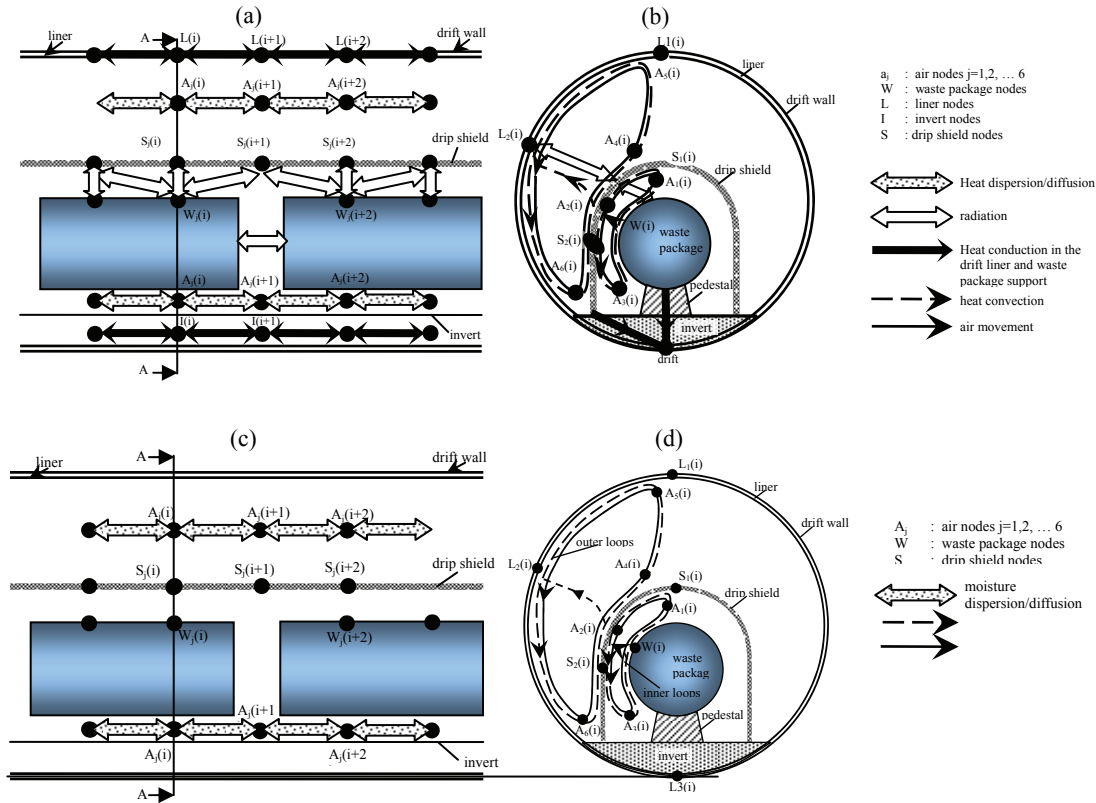 (a)
liner
A
L(i)
L(i+1)
L(i+2)
drift wall
Aj(i)
Aj(i+1)
Aj(i+2)
Sj(i)
Sj(i+1)
Sj(i+2)
drip shield
Wj(i)
Wj(i+2)
Aj(i)
Aj(i+1)
Aj(i+2)
I(i)
I(i+1)
invert
A
(b)
L1(i)
liner
A5(i)
drift wall
L2(i)
A4(i)
S1(i)
drip shield
A1(i)
A2(i)
W(i)
waste
package
S2(i)
A6(i)
A3(i)
pedestal
invert
drift
aj : air nodes j=1,2, … 6
W : waste package nodes
L : liner nodes
I : invert nodes
S : drip shield nodes
Heat dispersion/diffusion
radiation
Heat conduction in the
drift liner and waste
package support
heat convection
air movement
(c)
liner
A
drift wall
Aj(i)
Aj(i+1)
Aj(i+2)
Sj(i)
Sj(i+1)
Sj(i+2)
drip shield
Wj(i)
Wj(i+2)
Aj(i+1
Aj(i)
Aj(i+2
invert
A
(d)
L1(i)
liner
A5(i)
drift wall
outer loops
L2(i)
A4(i)
S1(i)
drip shield
A1(i)
A2(i)
W(i)
waste
packag
S2(i)
inner loops
A6(i)
A3(i)
pedestal
invert
L3(i)
Aj : air nodes j=1,2, … 6
W : waste package nodes
S : drip shield nodes
moisture
dispersion/diffusion